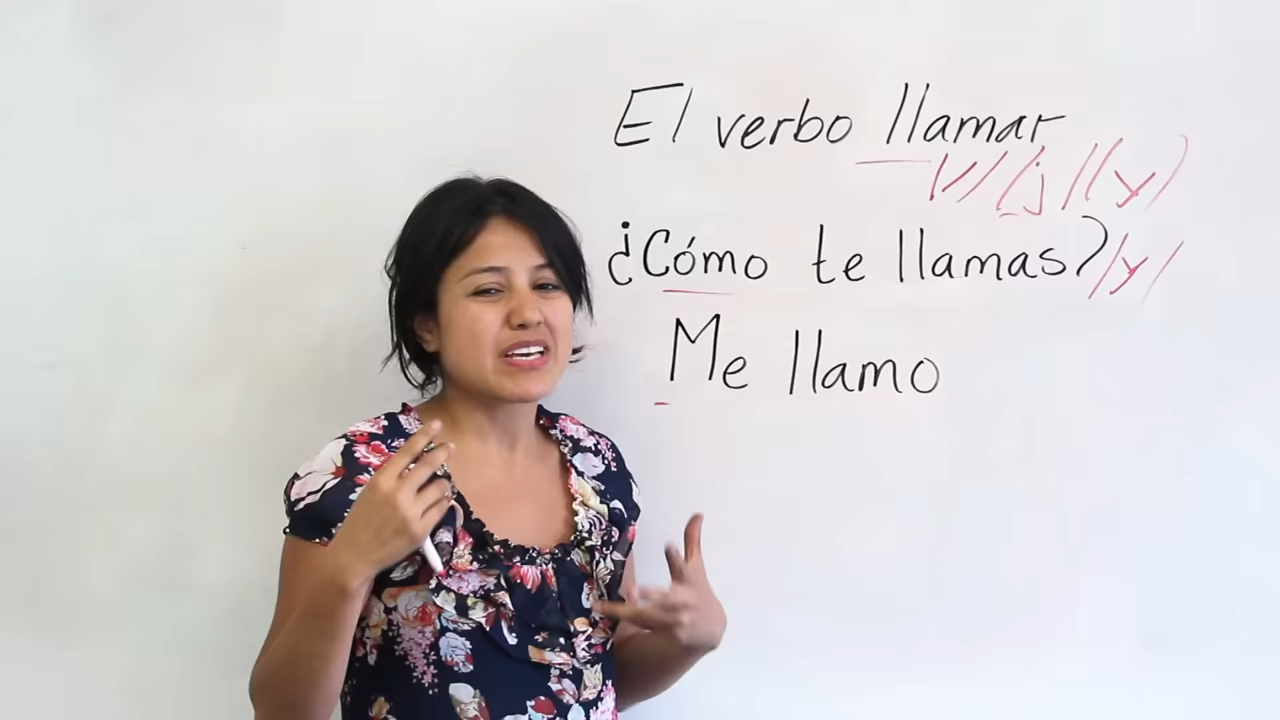 El verbo llamar
/j/ (y)
¿Cómo te llamas? /y/
Me llamo